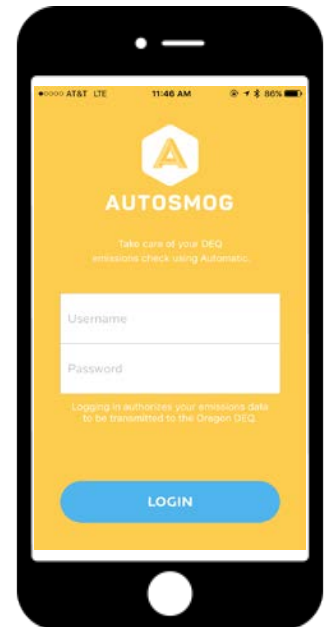 AT&T LTE 11:46 AM 86%
A
AUTOSMOG
Take care of your DEQ
emissions check using Automatic.
Username
Password
Logging in authorizes your emissions data
to be transmitted to the Oregon DEQ
LOGIN